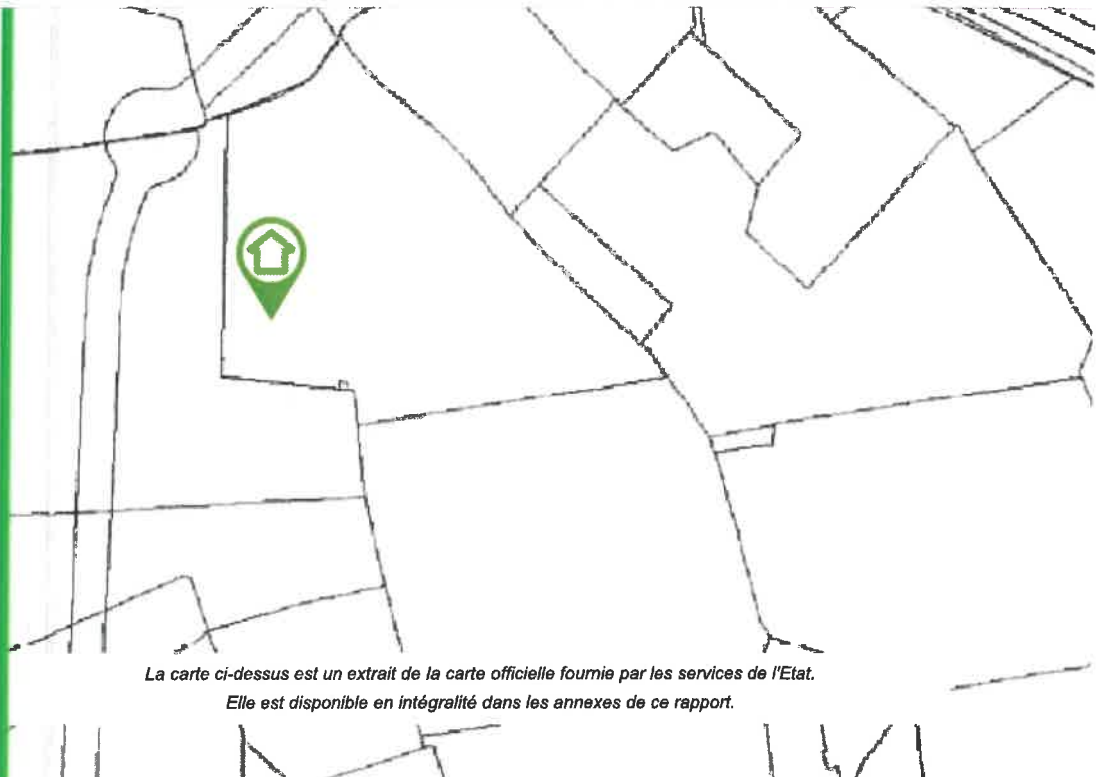 La carte ci-dessus est un extrait de la carte officielle fournie par les services de l'Etat.
Elle est disponible en intégralité dans les annexes de ce rapport.